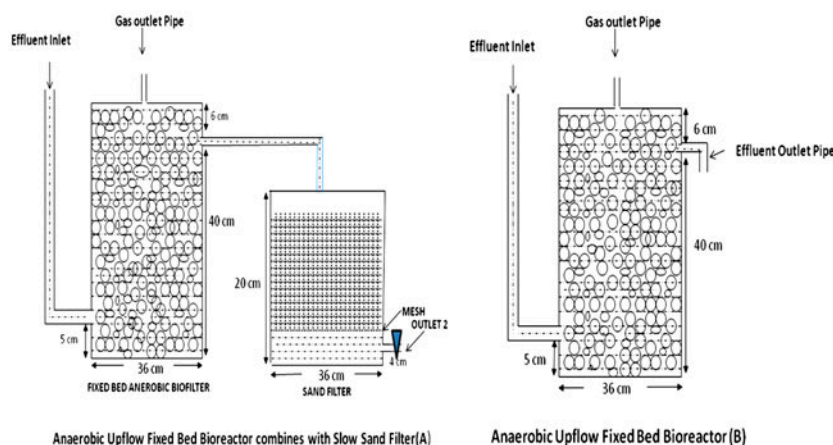 Gas outlet Pipe
Effluent Inlet
6 cm
40 cm
5 cm
36 cm
FIXED BED ANEROBIC BIOFILTER
20 cm
MESH
OUTLET 2
4 cm
36 cm
SAND FILTER
Anaerobic Upflow Fixed Bed Bioreactor combines with Slow Sand Filter(A)
Gas outlet Pipe
Effluent Inlet
6 cm
Effluent Outlet Pipe
40 cm
5 cm
36 cm
Anaerobic Upflow Fixed Bed Bioreactor (B)